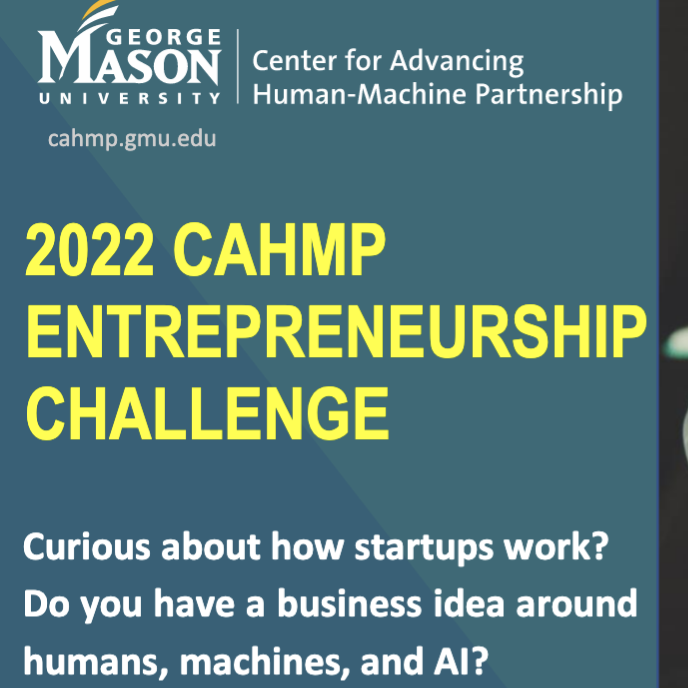 GEORGE
MASON
UNIVERSITY
Center for Advancing
Human-Machine Partnership
cahmp.gmu.edu
2022 CAHMP
ENTREPRENEURSHIP
CHALLENGE
Curious about how startups work?
Do you have a business idea around
humans, machines, and AI?